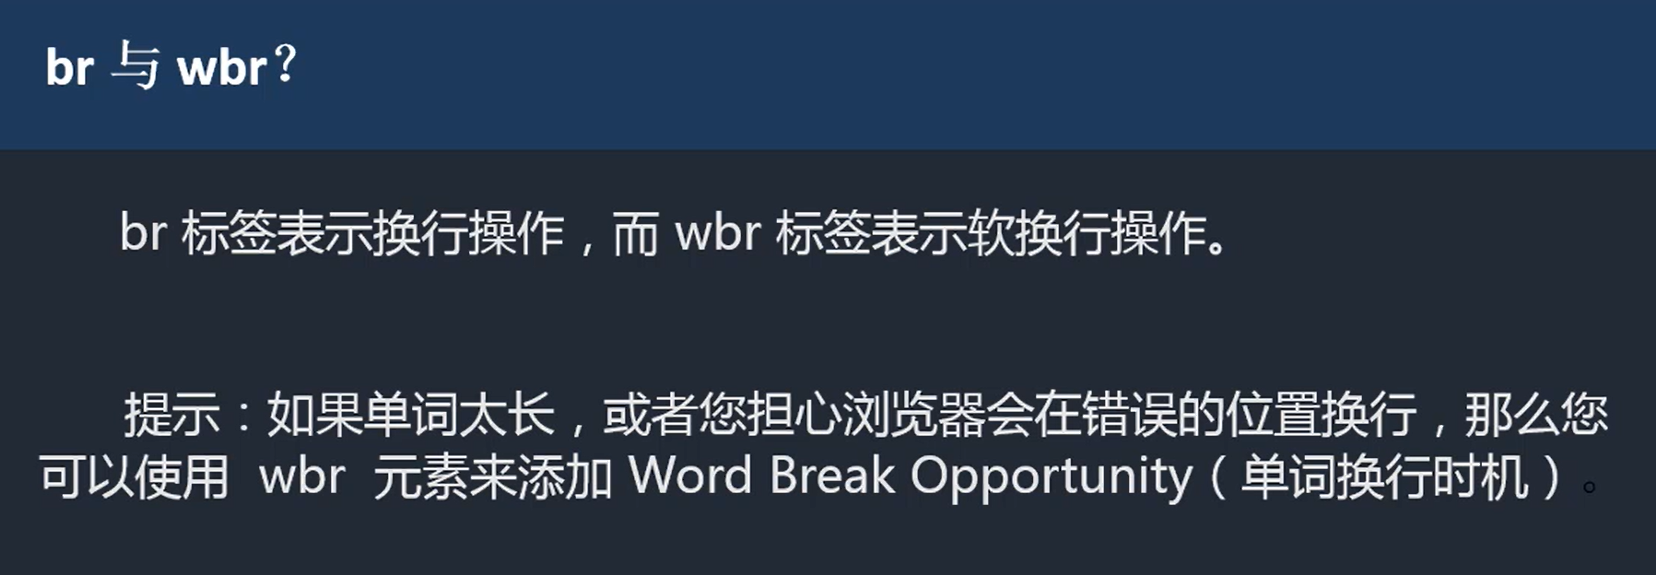 br 与 wbr？
br 标签表示换行操作，而 wbr 标签表示软换行操作。
提示：如果单词太长，或者您担心浏览器会在错误的位置换行，那么您
可以使用 wbr 元素来添加 Word Break Opportunity（单词换行时机）。